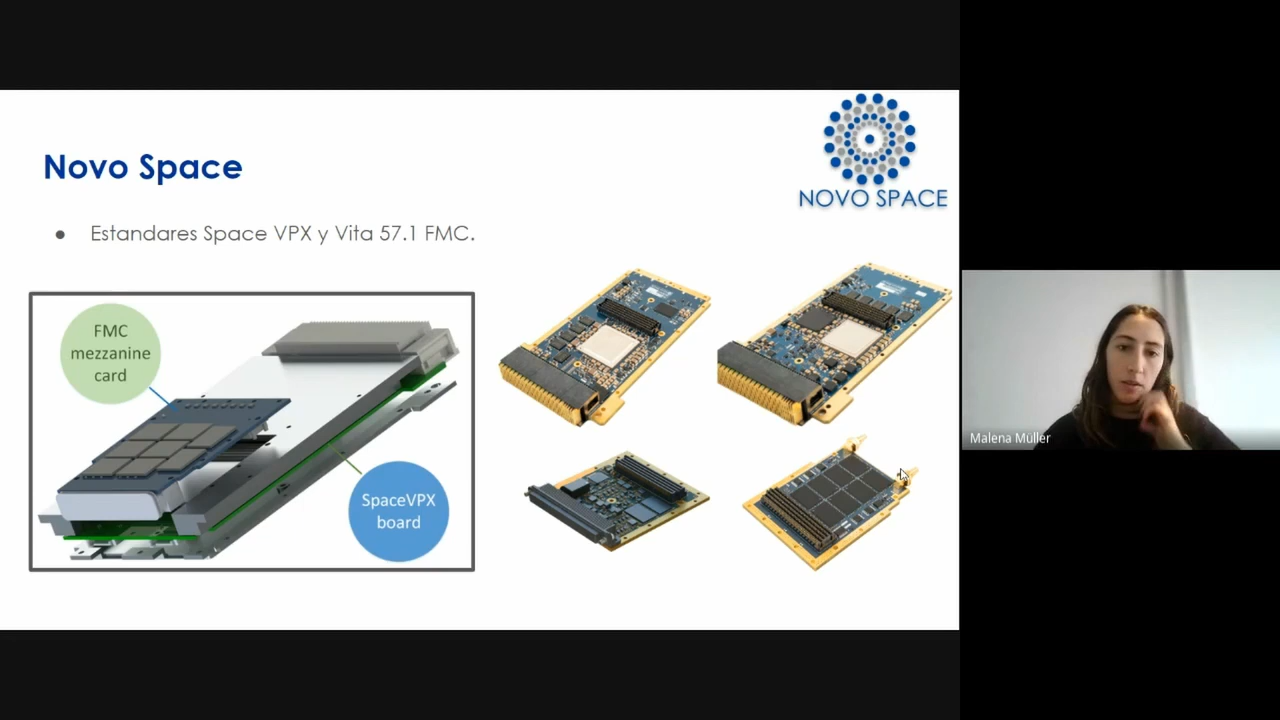 NOVO SPACE
Novo Space
● Estandares Space VPX y Vita 57.1 FMC.
FMC
mezzanine
card
SpaceVPX
board
Malena Müller